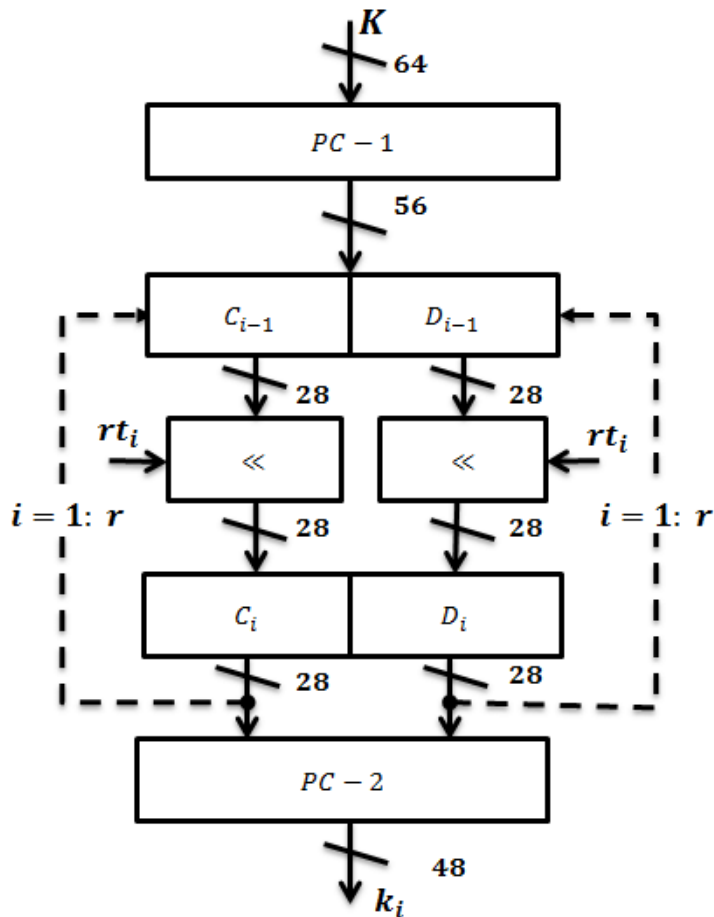 K
64
PC − 1
56
C_{i−1} D_{i−1}
28 28
rt_i ≪ ≪ rt_i
28 28
i = 1: r i = 1: r
C_i D_i
28 28
PC − 2
48
k_i